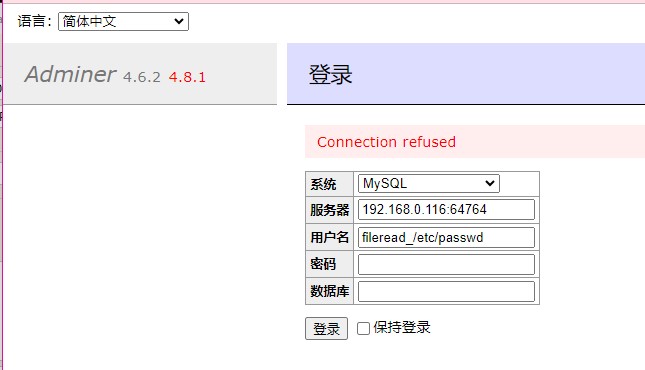 语言: 简体中文
Adminer 4.6.2 4.8.1
登录
Connection refused
系统 MySQL
服务器 192.168.0.116:64764
用户名 fileread_/etc/passwd
密码
数据库
登录 保持登录